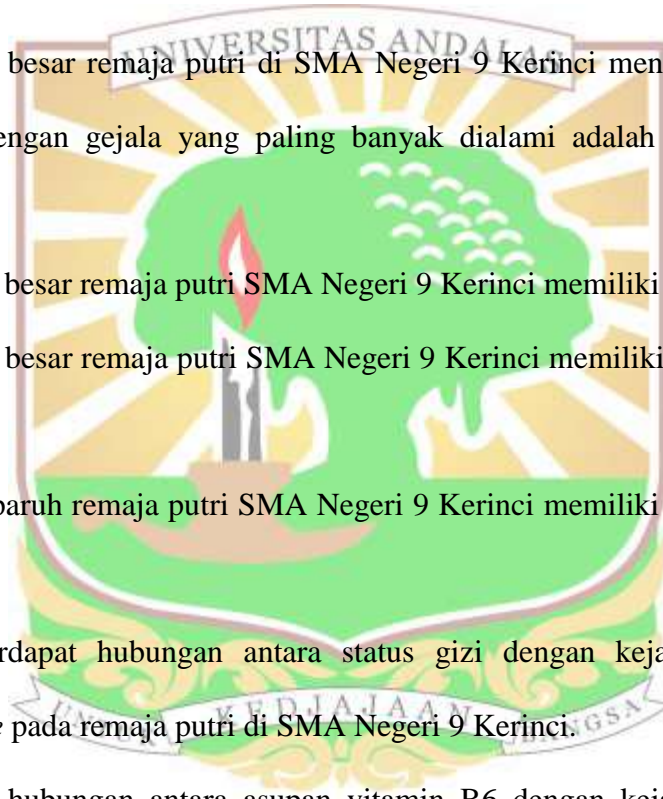 UNIVERSITAS ANDALAS
besar remaja putri di SMA Negeri 9 Kerinci men
engan gejala yang paling banyak dialami adalah
besar remaja putri SMA Negeri 9 Kerinci memiliki
besar remaja putri SMA Negeri 9 Kerinci memiliki
paruh remaja putri SMA Negeri 9 Kerinci memiliki
rdapat hubungan antara status gizi dengan keja
e pada remaja putri di SMA Negeri 9 Kerinci.
UNTUK KEDJAJAAN BANGSA
hubungan antara asupan vitamin B6 dengan keja